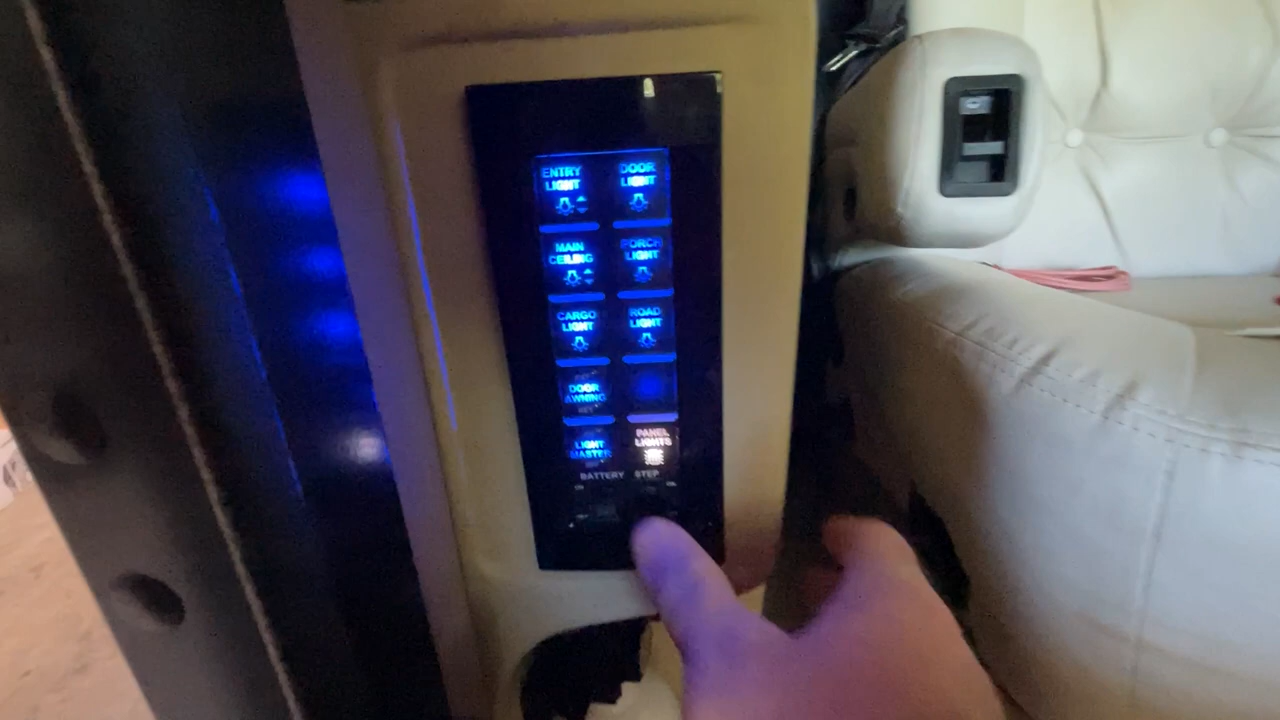 ENTRY
LIGHT
DOOR
LIGHT
MAIN
CEILING
PORCH
LIGHT
CARGO
LIGHT
ROAD
LIGHT
DOOR
AWNING
LIGHT
MASTER
PANEL
LIGHTS
BATTERY
STEP